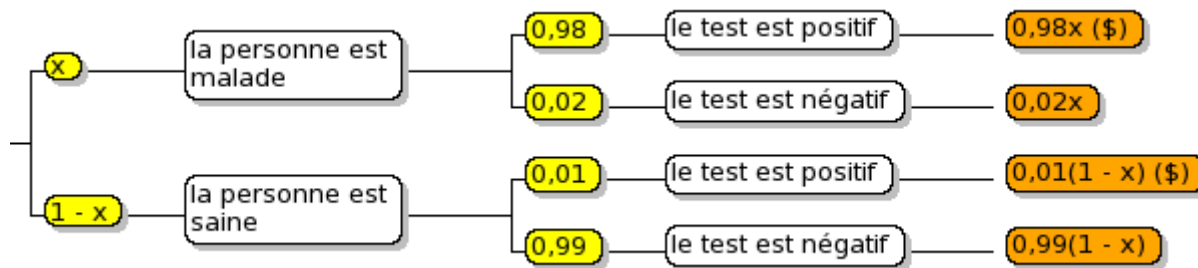 x
la personne est
malade
0,98
le test est positif
0,98x ($)
0,02
le test est négatif
0,02x
1 - x
la personne est
saine
0,01
le test est positif
0,01(1 - x) ($)
0,99
le test est négatif
0,99(1 - x)